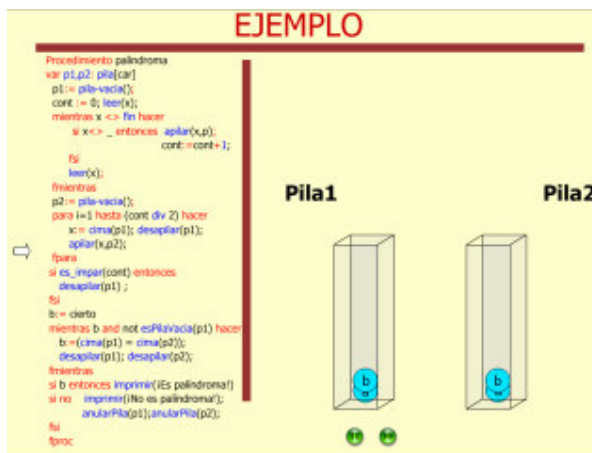 EJEMPLO
Procedimiento palindroma
var p1,p2: pila[car]
p1:= pila-vacia();
cont := 0; leer(x);
mientras x <> fin hacer
si x<> _ entonces apilar(x,p);
cont:=cont+1;
fsi
leer(x);
fmientras
p2:= pila-vacia();
para i=1 hasta (cont div 2) hacer
x:= cima(p1); desapilar(p1);
apilar(x,p2);
fpara
si es_impar(cont) entonces
desapilar(p1) ;
fsi
b:= cierto
mientras b and not esPilaVacia(p1) hacer
b:=(cima(p1) = cima(p2));
desapilar(p1); desapilar(p2);
fmientras
si b entonces imprimir(¡Es palindroma!)
si no imprimir(¡No es palindroma!);
anularPila(p1);anularPila(p2);
fsi
fproc
Pila1
Pila2
b
b